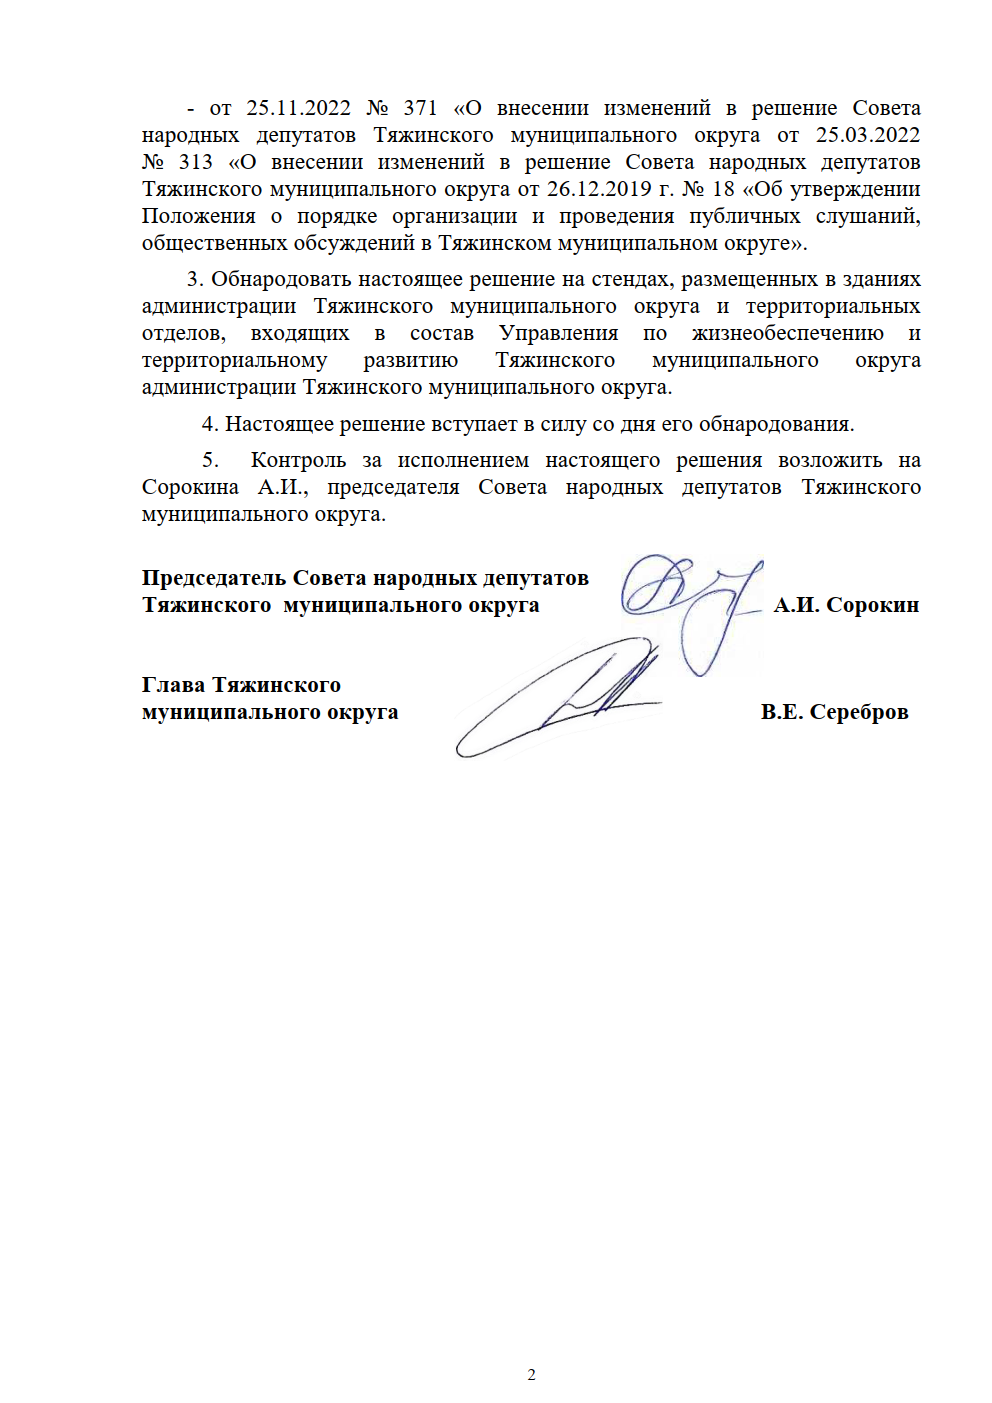 - от 25.11.2022 № 371 «О внесении изменений в решение Совета
народных депутатов Тяжинского муниципального округа от 25.03.2022
№ 313 «О внесении изменений в решение Совета народных депутатов
Тяжинского муниципального округа от 26.12.2019 г. № 18 «Об утверждении
Положения о порядке организации и проведения публичных слушаний,
общественных обсуждений в Тяжинском муниципальном округе».
3. Обнародовать настоящее решение на стендах, размещенных в зданиях
администрации Тяжинского муниципального округа и территориальных
отделов, входящих в состав Управления по жизнеобеспечению и
территориальному развитию Тяжинского муниципального округа
администрации Тяжинского муниципального округа.
4. Настоящее решение вступает в силу со дня его обнародования.
5. Контроль за исполнением настоящего решения возложить на
Сорокина А.И., председателя Совета народных депутатов Тяжинского
муниципального округа.
Председатель Совета народных депутатов
Тяжинского муниципального округа А.И. Сорокин
Глава Тяжинского
муниципального округа В.Е. Серебров
2